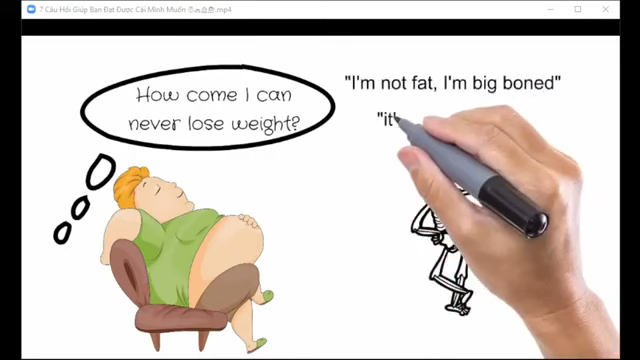 7 Câu Hỏi Giúp Bạn Đạt Được Cái Mình Muốn
.mp4
How come I can
never lose weight?
"I'm not fat, I'm big boned"
"it'